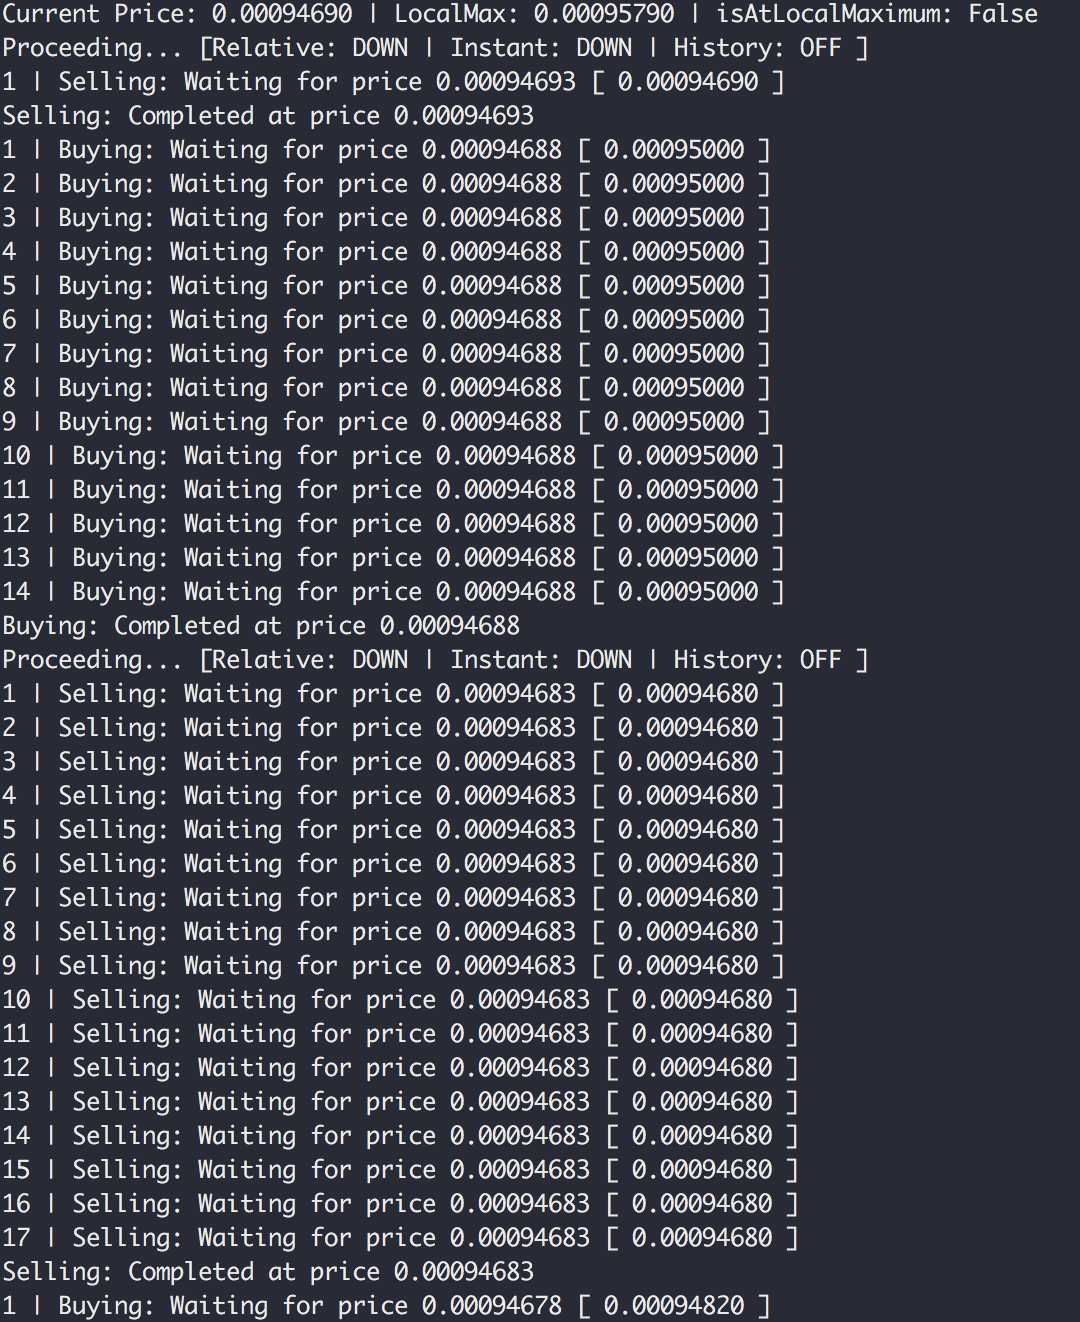 Current Price: 0.00094690 | LocalMax: 0.00095790 | isAtLocalMaximum: False
Proceeding... [Relative: DOWN | Instant: DOWN | History: OFF ]
1 | Selling: Waiting for price 0.00094693 [ 0.00094690 ]
Selling: Completed at price 0.00094693
1 | Buying: Waiting for price 0.00094688 [ 0.00095000 ]
2 | Buying: Waiting for price 0.00094688 [ 0.00095000 ]
3 | Buying: Waiting for price 0.00094688 [ 0.00095000 ]
4 | Buying: Waiting for price 0.00094688 [ 0.00095000 ]
5 | Buying: Waiting for price 0.00094688 [ 0.00095000 ]
6 | Buying: Waiting for price 0.00094688 [ 0.00095000 ]
7 | Buying: Waiting for price 0.00094688 [ 0.00095000 ]
8 | Buying: Waiting for price 0.00094688 [ 0.00095000 ]
9 | Buying: Waiting for price 0.00094688 [ 0.00095000 ]
10 | Buying: Waiting for price 0.00094688 [ 0.00095000 ]
11 | Buying: Waiting for price 0.00094688 [ 0.00095000 ]
12 | Buying: Waiting for price 0.00094688 [ 0.00095000 ]
13 | Buying: Waiting for price 0.00094688 [ 0.00095000 ]
14 | Buying: Waiting for price 0.00094688 [ 0.00095000 ]
Buying: Completed at price 0.00094688
Proceeding... [Relative: DOWN | Instant: DOWN | History: OFF ]
1 | Selling: Waiting for price 0.00094683 [ 0.00094680 ]
2 | Selling: Waiting for price 0.00094683 [ 0.00094680 ]
3 | Selling: Waiting for price 0.00094683 [ 0.00094680 ]
4 | Selling: Waiting for price 0.00094683 [ 0.00094680 ]
5 | Selling: Waiting for price 0.00094683 [ 0.00094680 ]
6 | Selling: Waiting for price 0.00094683 [ 0.00094680 ]
7 | Selling: Waiting for price 0.00094683 [ 0.00094680 ]
8 | Selling: Waiting for price 0.00094683 [ 0.00094680 ]
9 | Selling: Waiting for price 0.00094683 [ 0.00094680 ]
10 | Selling: Waiting for price 0.00094683 [ 0.00094680 ]
11 | Selling: Waiting for price 0.00094683 [ 0.00094680 ]
12 | Selling: Waiting for price 0.00094683 [ 0.00094680 ]
13 | Selling: Waiting for price 0.00094683 [ 0.00094680 ]
14 | Selling: Waiting for price 0.00094683 [ 0.00094680 ]
15 | Selling: Waiting for price 0.00094683 [ 0.00094680 ]
16 | Selling: Waiting for price 0.00094683 [ 0.00094680 ]
17 | Selling: Waiting for price 0.00094683 [ 0.00094680 ]
Selling: Completed at price 0.00094683
1 | Buying: Waiting for price 0.00094678 [ 0.00094820 ]